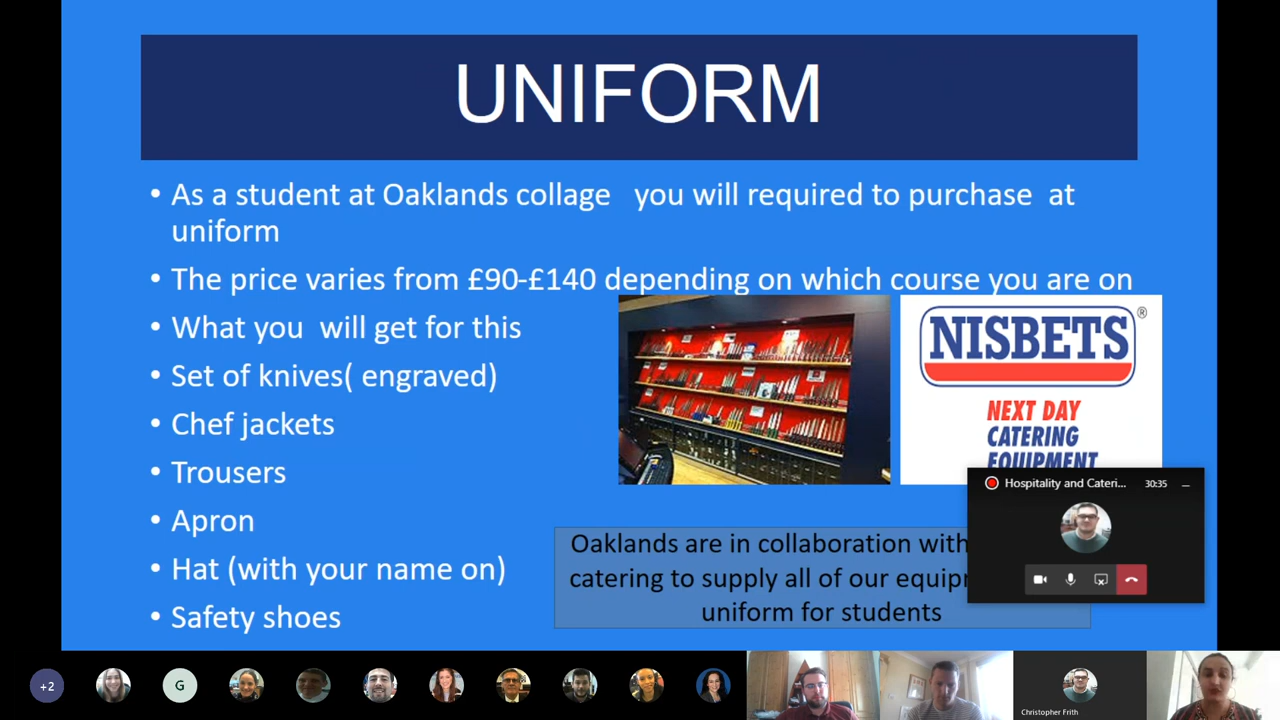 UNIFORM
• As a student at Oaklands collage you will required to purchase at
uniform
• The price varies from £90-£140 depending on which course you are on
• What you will get for this
• Set of knives( engraved)
• Chef jackets
• Trousers
• Apron
• Hat (with your name on)
• Safety shoes
NISBETS®
NEXT DAY
CATERING
EQUIPMENT
Hospitality and Cateri... 30:35
Oaklands are in collaboration with
catering to supply all of our
uniform for students
+2
G
Christopher Frith